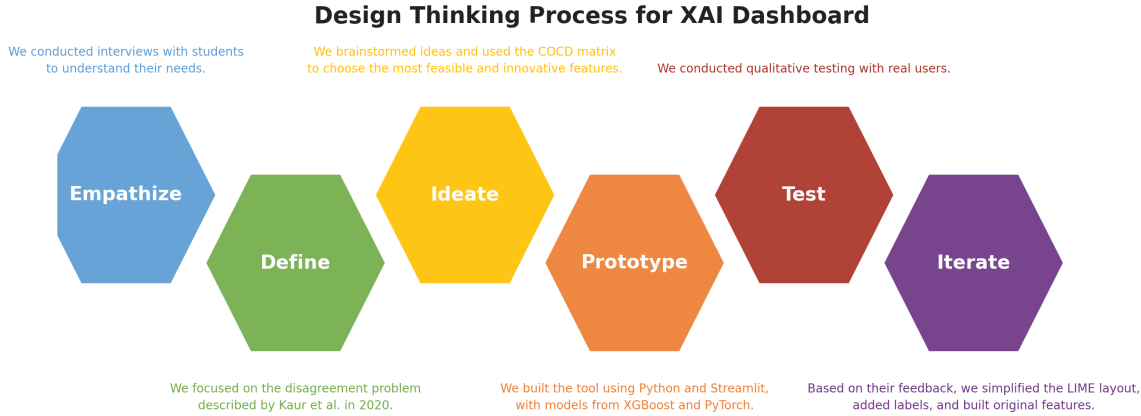 Design Thinking Process for XAI Dashboard
We conducted interviews with students
to understand their needs.
We brainstormed ideas and used the COCD matrix
to choose the most feasible and innovative features.
We conducted qualitative testing with real users.
Empathize
Define
Ideate
Prototype
Test
Iterate
We focused on the disagreement problem
described by Kaur et al. in 2020.
We built the tool using Python and Streamlit,
with models from XGBoost and PyTorch.
Based on their feedback, we simplified the LIME layout,
added labels, and built original features.